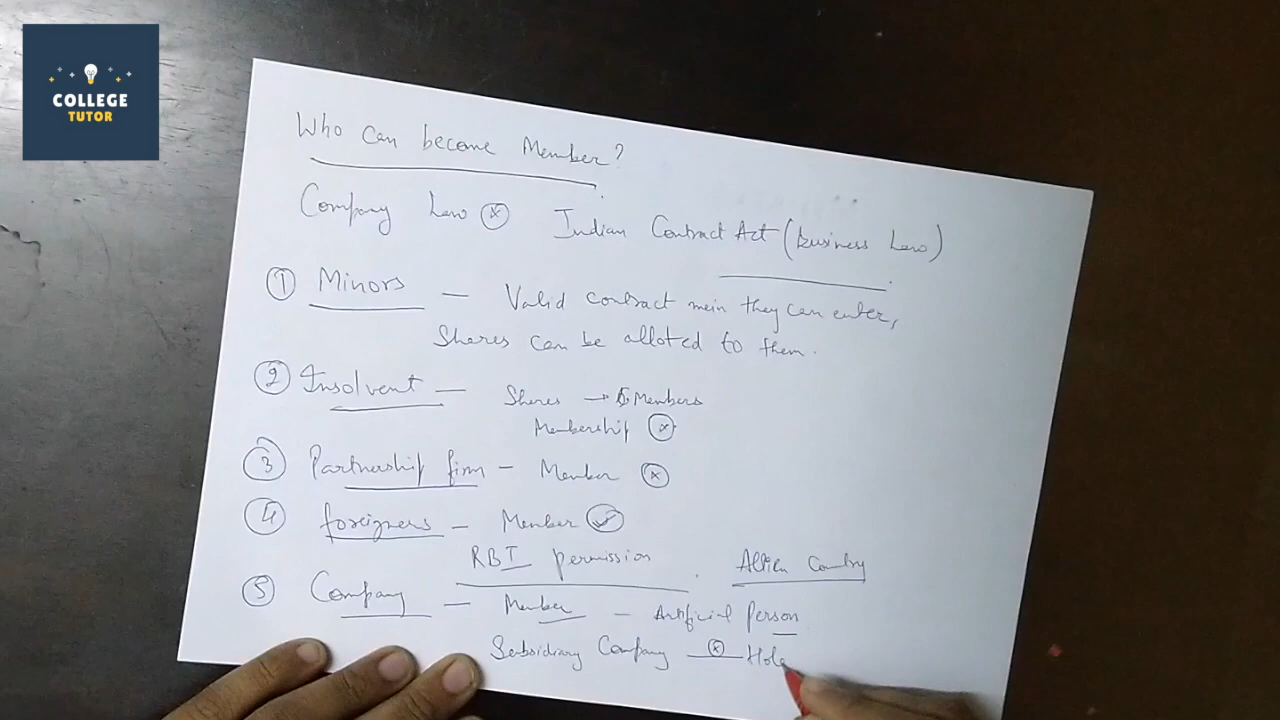 COLLEGE
TUTOR
Who can become Member?
Company Law ⓧ Indian Contract Act (business Law)
① Minors — Valid contract mein they can enter,
Shares can be alloted to them.
② Insolvent — Shares → Members
Membership ⓧ
③ Partnership firm – Member ⓧ
④ foreigners – Member ✓
RBI permission Alien Country
⑤ Company – Member – Artificial Person
Subsidiary Company ⓧ Hold